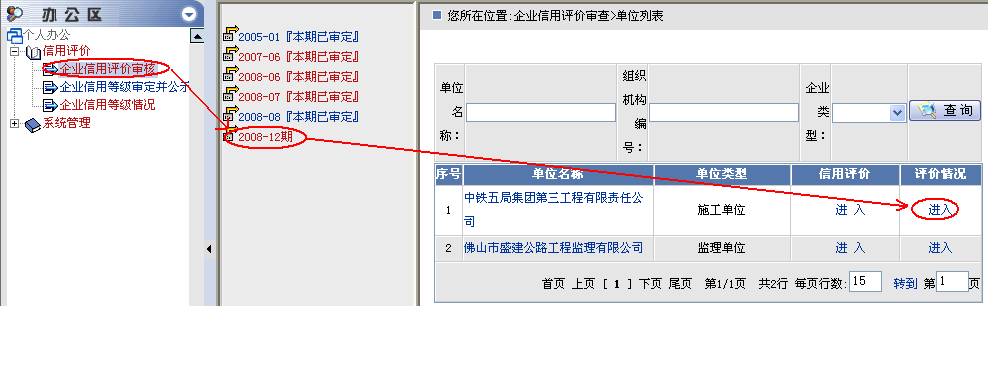 办公区
个人办公
信用评价
企业信用评价审核
企业信用等级审定并公示
企业信用等级情况
系统管理
2005-01『本期已审定』
2007-06『本期已审定』
2008-06『本期已审定』
2008-07『本期已审定』
2008-08『本期已审定』
2008-12期
您所在位置:企业信用评价审查>单位列表
单位名称：
组织机构编号：
企业类型：
查询
序号 单位名称 单位类型 信用评价 评价情况
1 中铁五局集团第三工程有限责任公
司 施工单位 进 入 进入
2 佛山市盛建公路工程监理有限公司 监理单位 进 入 进入
首页 上页 [ 1 ] 下页 尾页 第1/1页 共2行 每页行数: 15 转到 第 1 页